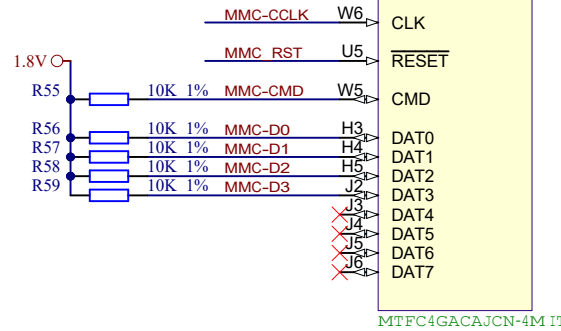 MMC-CCLK W6 CLK
MMC_RST U5 RESET
1.8V
R55 10K 1% MMC-CMD W5 CMD
R56 10K 1% MMC-D0 H3 DAT0
R57 10K 1% MMC-D1 H4 DAT1
R58 10K 1% MMC-D2 H5 DAT2
R59 10K 1% MMC-D3 J2 DAT3
J3 DAT4
J4 DAT5
J5 DAT6
J6 DAT7
MTFC4GACAJCN-4M IT